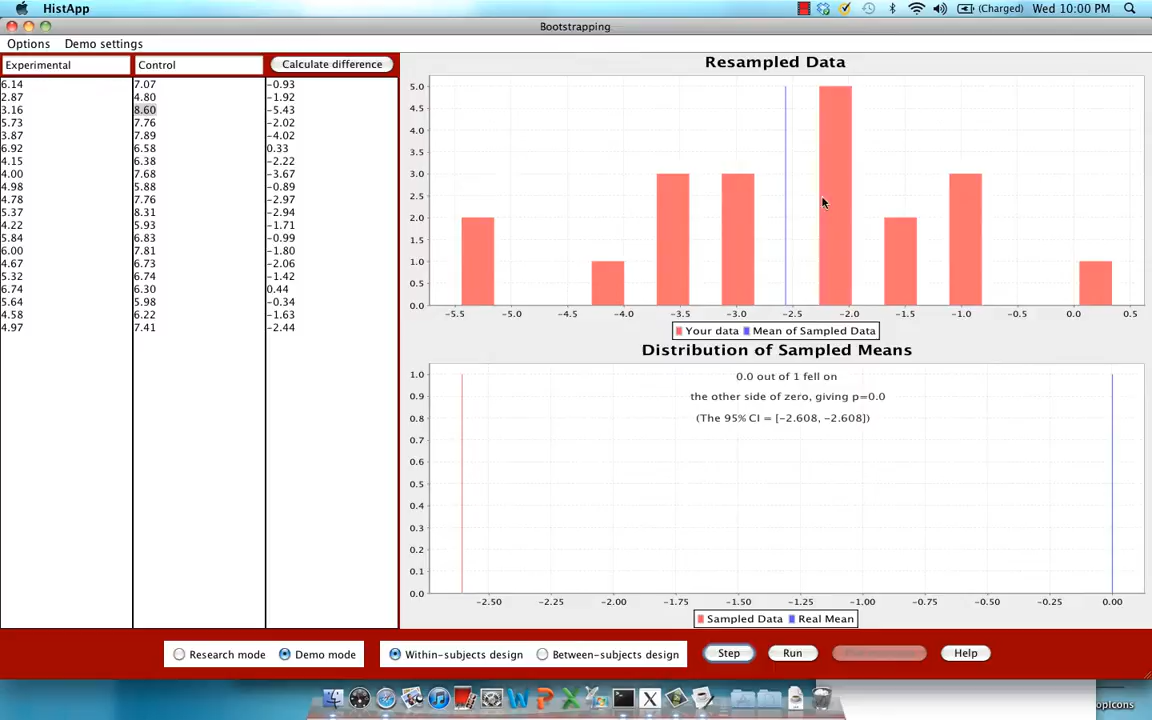 HistApp
(Charged) Wed 10:00 PM
Bootstrapping
Options Demo settings
Experimental Control Calculate difference
6.14 7.07 -0.93
2.87 4.80 -1.92
3.16 8.60 -5.43
5.73 7.76 -2.02
3.87 7.89 -4.02
6.92 6.58 0.33
4.15 6.38 -2.22
4.00 7.68 -3.67
4.98 5.88 -0.89
4.78 7.76 -2.97
5.37 8.31 -2.94
4.22 5.93 -1.71
5.84 6.83 -0.99
6.00 7.81 -1.80
4.67 6.73 -2.06
5.32 6.74 -1.42
6.74 6.30 0.44
5.64 5.98 -0.34
4.58 6.22 -1.63
4.97 7.41 -2.44
Resampled Data
5.0
4.5
4.0
3.5
3.0
2.5
2.0
1.5
1.0
0.5
0.0
-5.5 -5.0 -4.5 -4.0 -3.5 -3.0 -2.5 -2.0 -1.5 -1.0 -0.5 0.0 0.5
Your data Mean of Sampled Data
Distribution of Sampled Means
1.0
0.9
0.8
0.7
0.6
0.5
0.4
0.3
0.2
0.1
0.0
0.0 out of 1 fell on
the other side of zero, giving p=0.0
(The 95% CI = [-2.608, -2.608])
-2.50 -2.25 -2.00 -1.75 -1.50 -1.25 -1.00 -0.75 -0.50 -0.25 0.00
Sampled Data Real Mean
Research mode Demo mode Within-subjects design Between-subjects design Step Run Help
opIcons